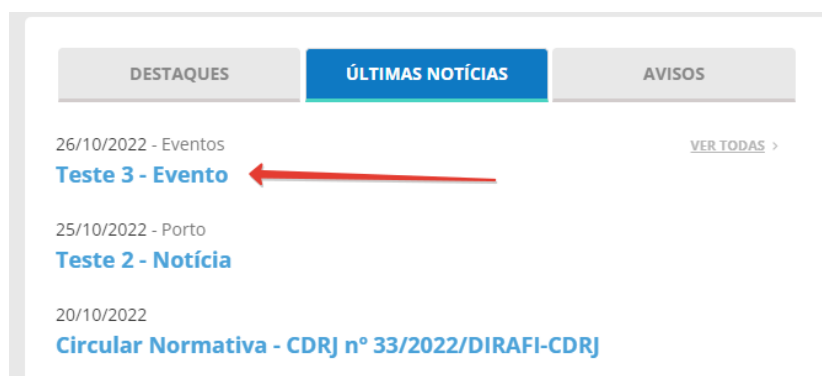 DESTAQUES
ÚLTIMAS NOTÍCIAS
AVISOS
26/10/2022 - Eventos
VER TODAS >
Teste 3 - Evento
25/10/2022 - Porto
Teste 2 - Notícia
20/10/2022
Circular Normativa - CDRJ nº 33/2022/DIRAFI-CDRJ